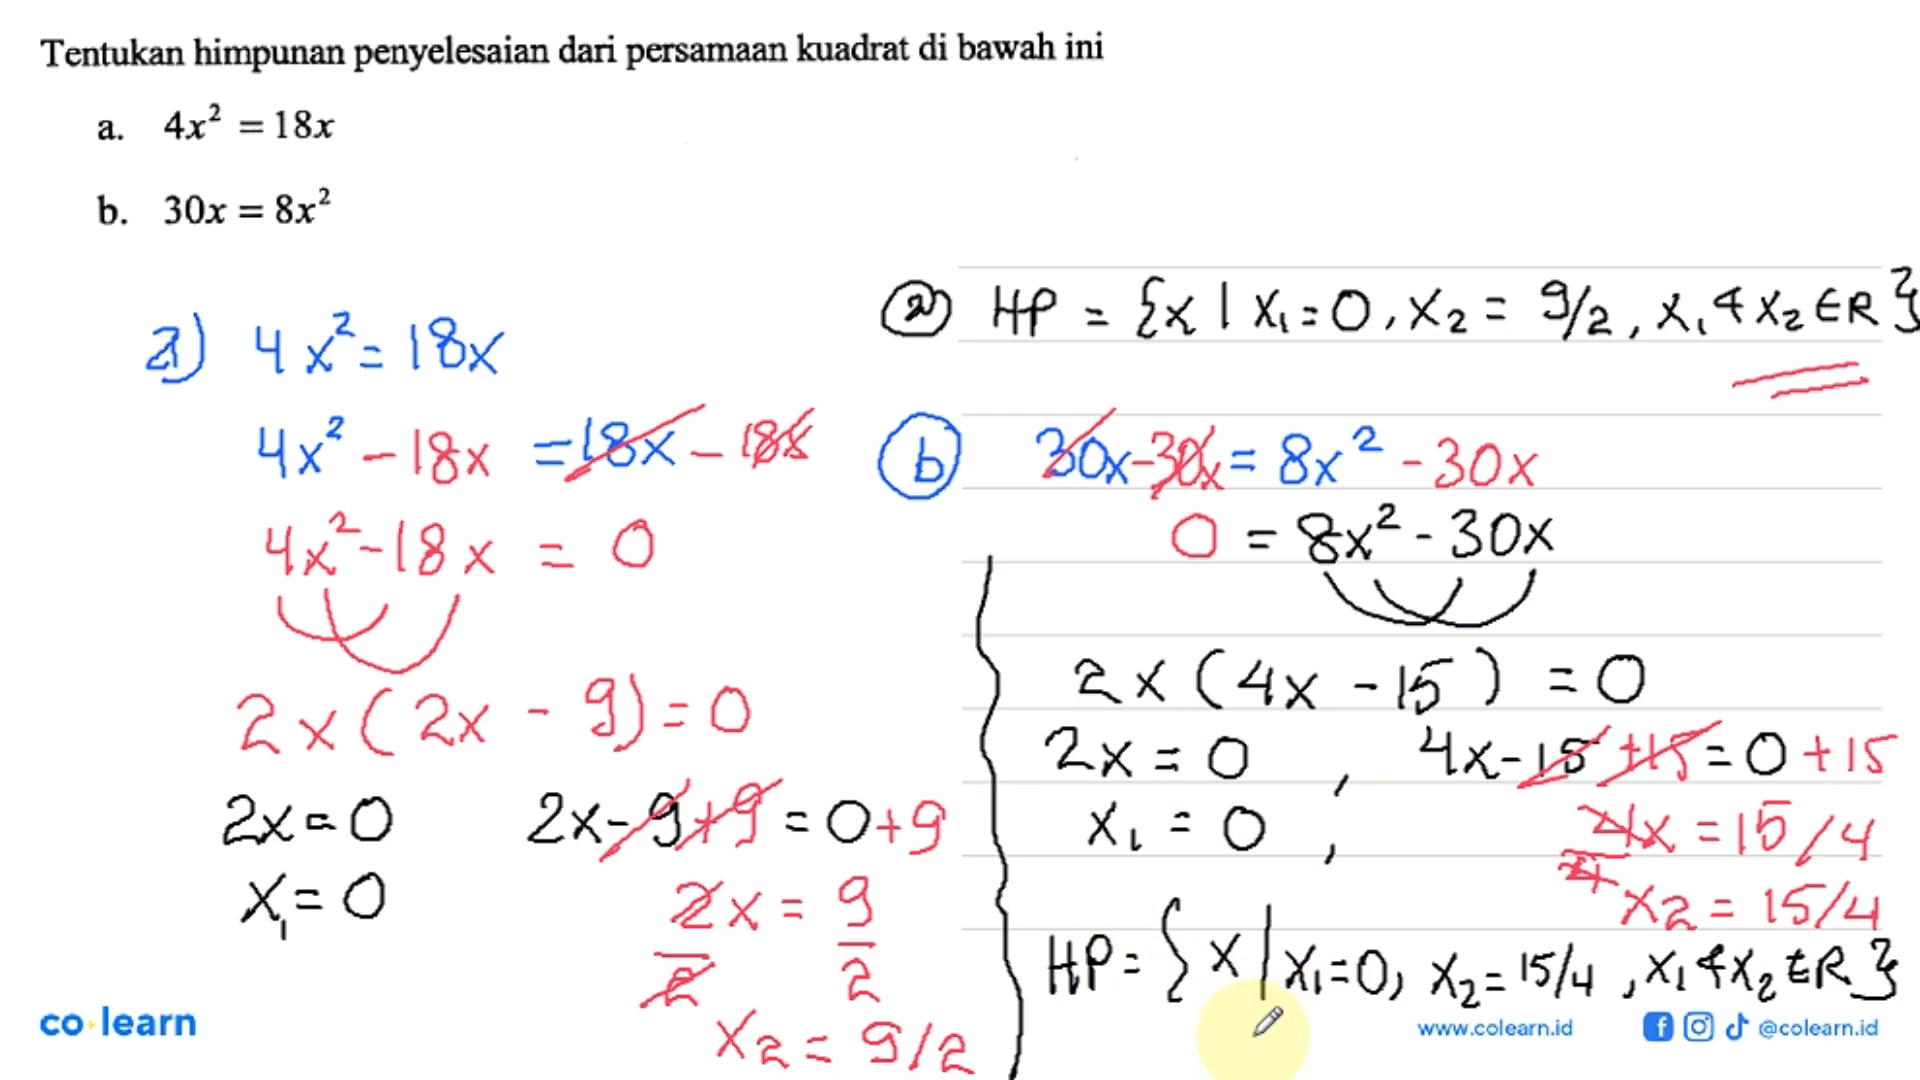 Tentukan himpunan penyelesaian dari persamaan kuadrat di bawah ini
a. 4x² = 18x
b. 30x = 8x²
a) 4x² = 18x
4x² - 18x = 18x - 18x
4x² - 18x = 0
2x(2x - 9) = 0
2x = 0 2x - 9 + 9 = 0 + 9
x₁ = 0 2x = 9
2 2
x₂ = 9/2
a HP = {x | x₁ = 0, x₂ = 9/2, x₁ & x₂ ∈ R}
b 30x - 30x = 8x² - 30x
0 = 8x² - 30x
2x(4x - 15) = 0
2x = 0 , 4x - 15 + 15 = 0 + 15
x₁ = 0 , 4x = 15/4
4
x₂ = 15/4
HP = {x | x₁ = 0, x₂ = 15/4, x₁ & x₂ ∈ R}
co learn
www.colearn.id @colearn.id